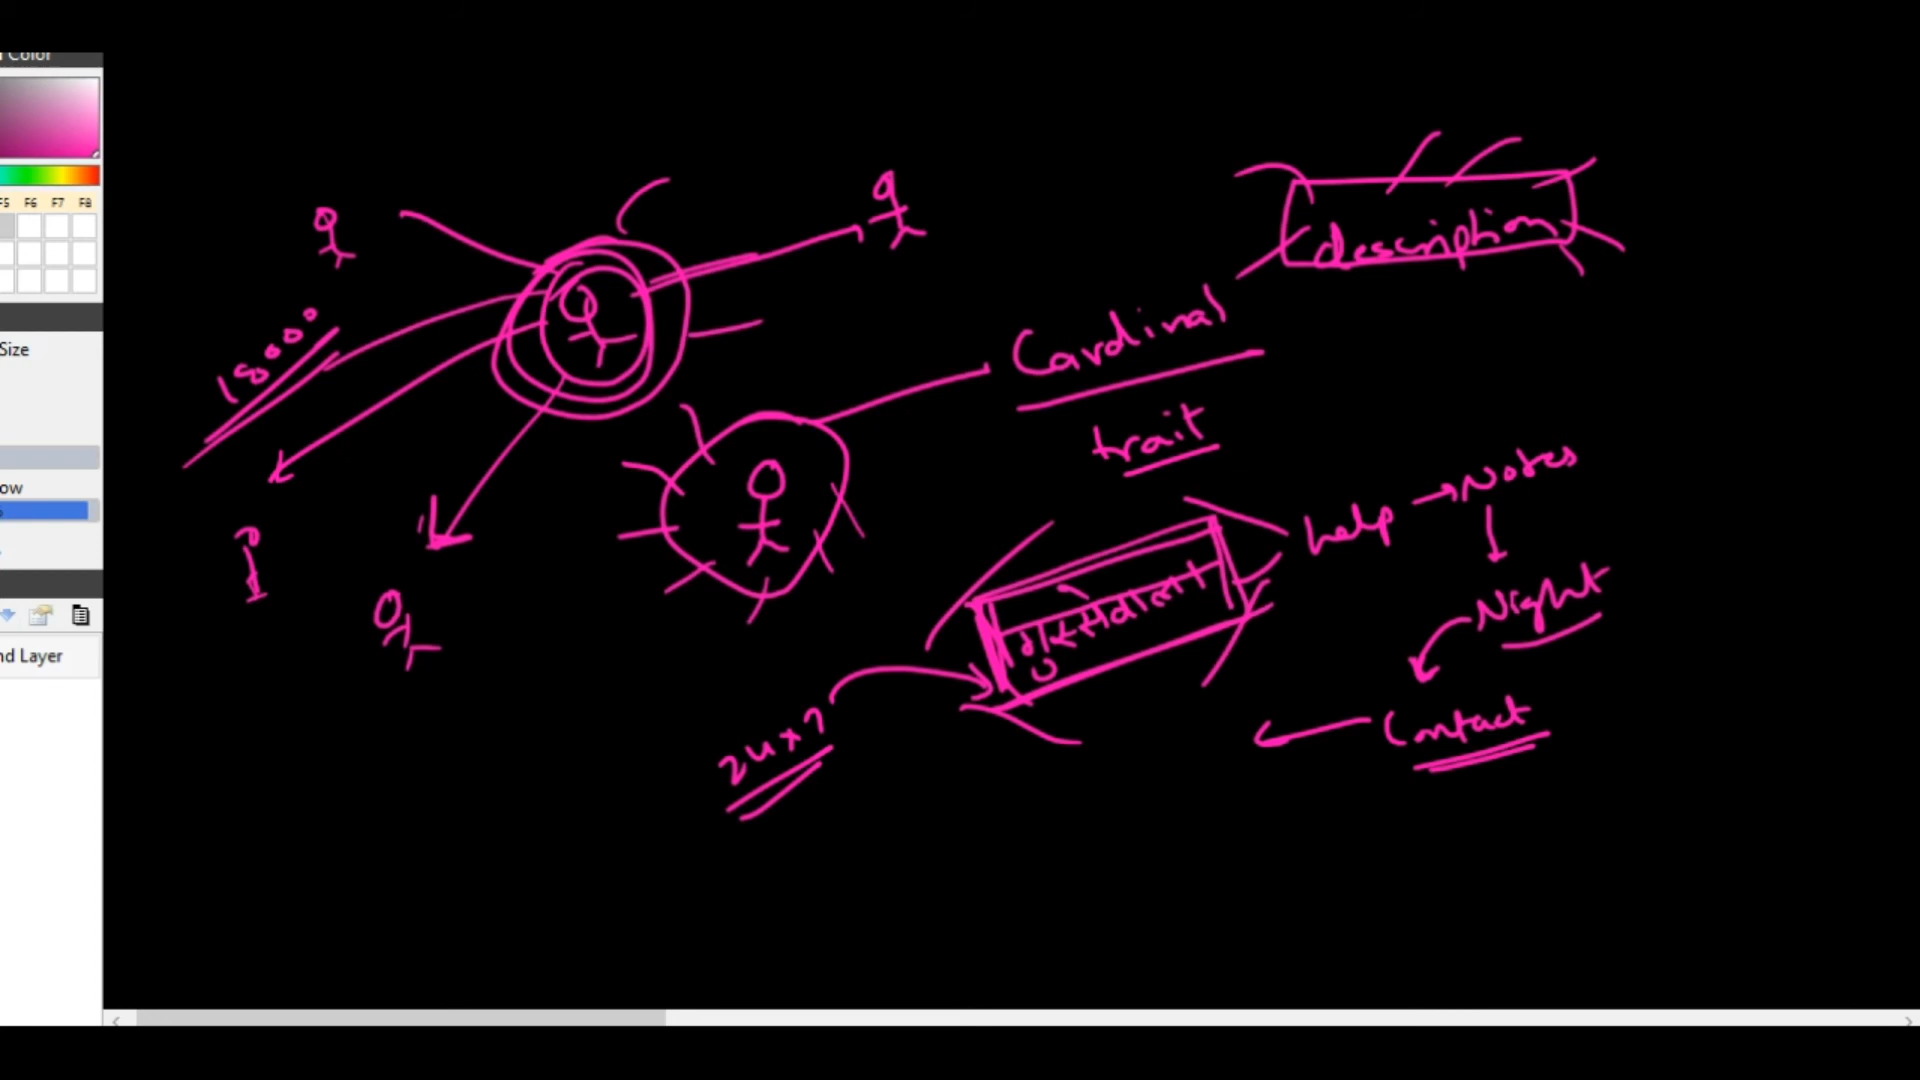 d Color
F5 F6 F7 F8
Size
ow
nd Layer
18000
description
Cardinal
trait
help → Notes
Night
Contact
24x7